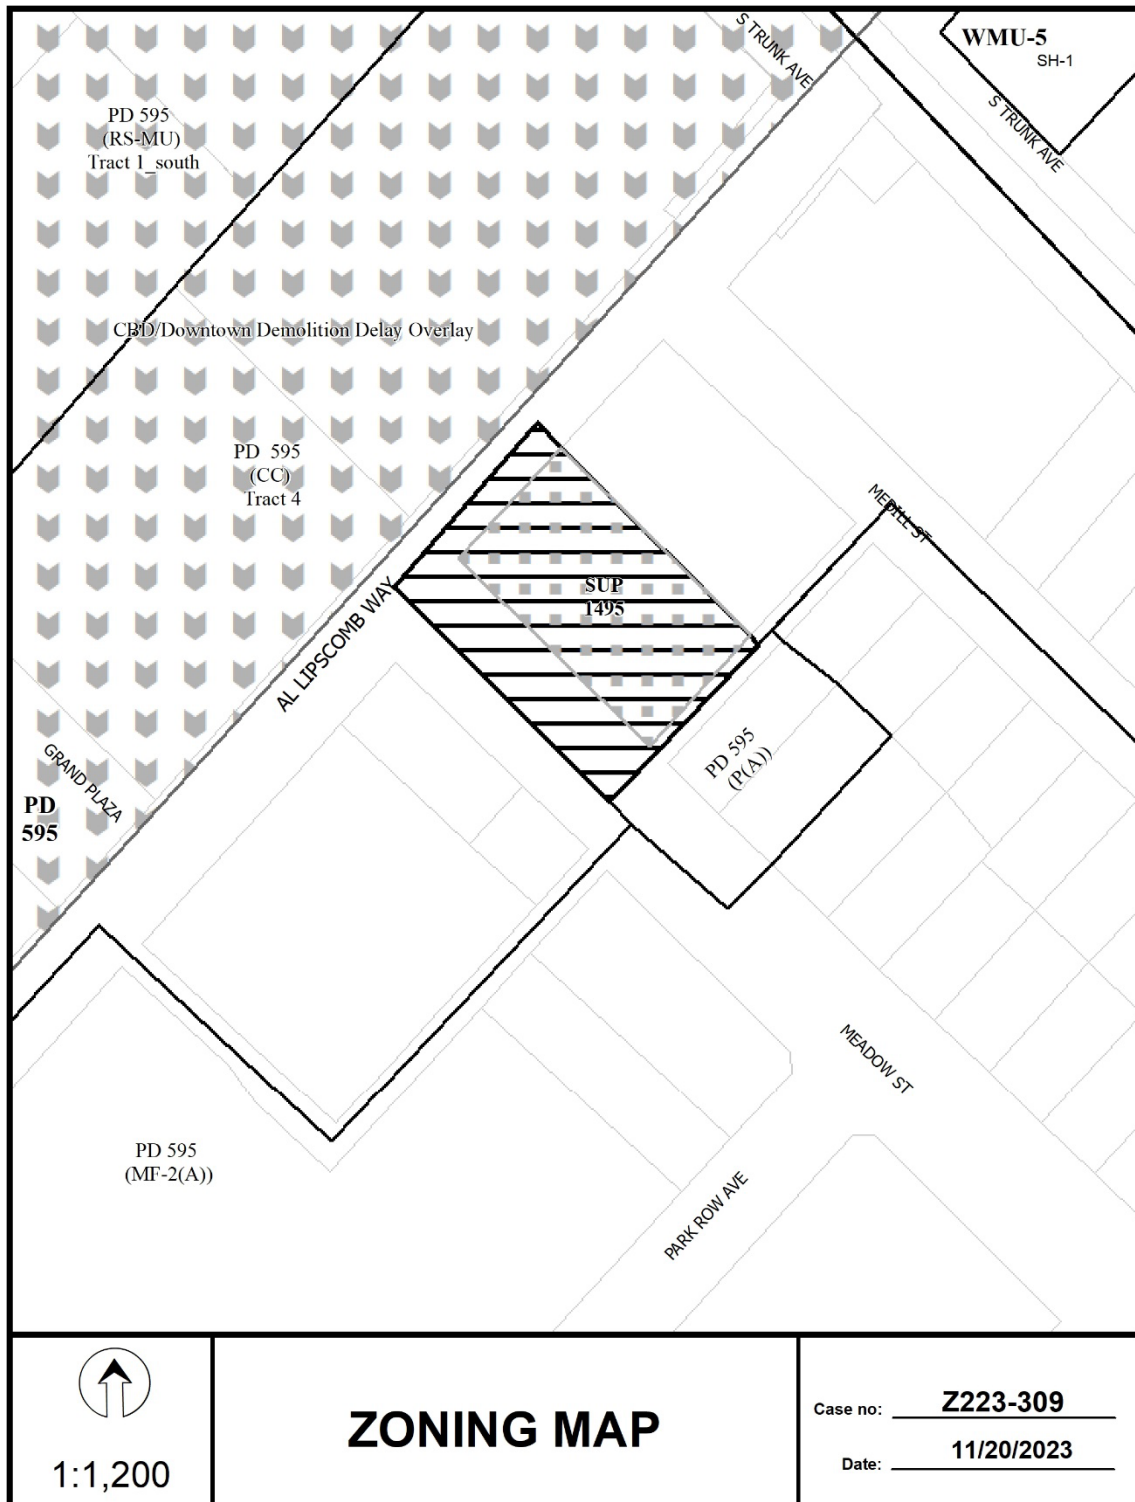 S TRUNK AVE
WMU-5
SH-1
S TRUNK AVE
PD 595
(RS-MU)
Tract 1_south
CBD/Downtown Demolition Delay Overlay
PD 595
(CC)
Tract 4
MEDILL ST
SUP
1495
AL LIPSCOMB WAY
GRAND PLAZA
PD
595
PD 595
(P(A))
MEADOW ST
PD 595
(MF-2(A))
PARK ROW AVE
1:1,200
ZONING MAP
Case no: Z223-309
Date: 11/20/2023